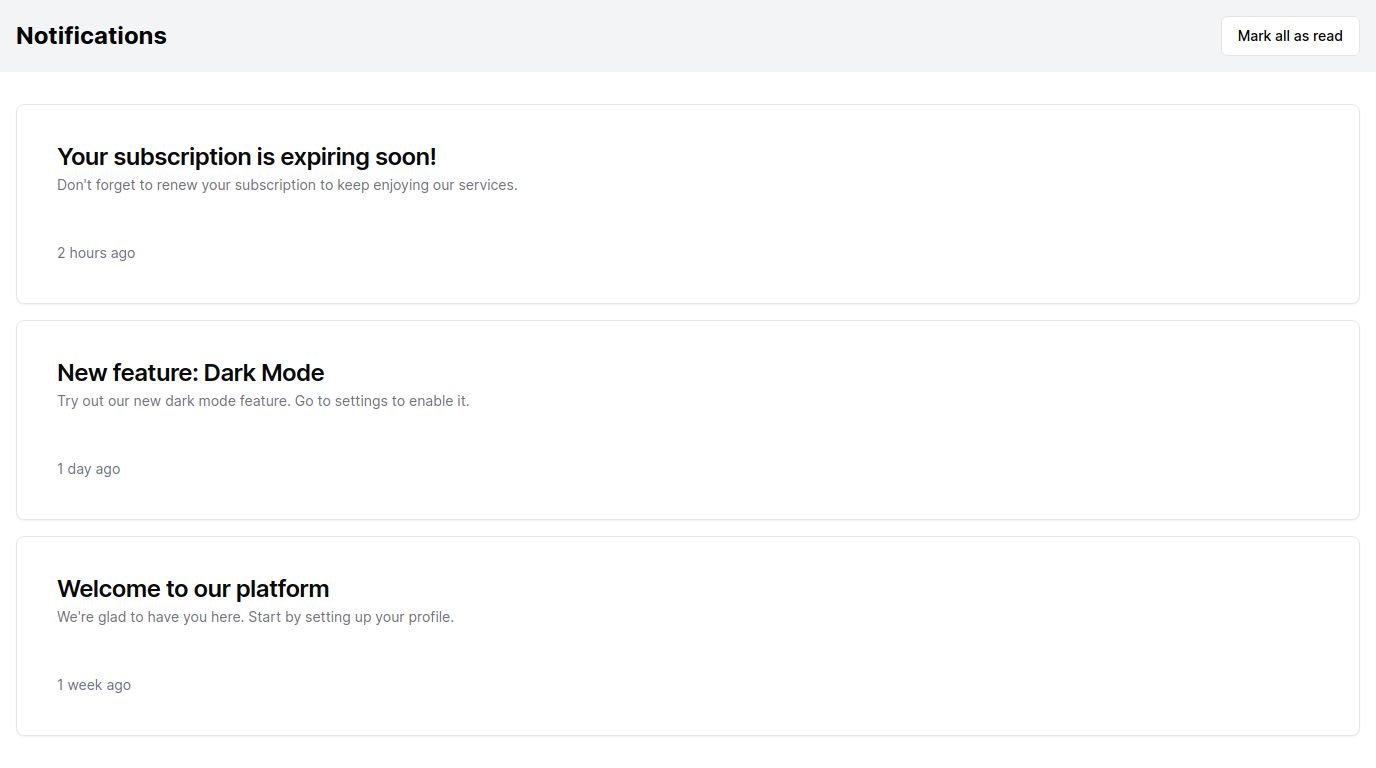 Notifications
Mark all as read
Your subscription is expiring soon!
Don't forget to renew your subscription to keep enjoying our services.
2 hours ago
New feature: Dark Mode
Try out our new dark mode feature. Go to settings to enable it.
1 day ago
Welcome to our platform
We're glad to have you here. Start by setting up your profile.
1 week ago